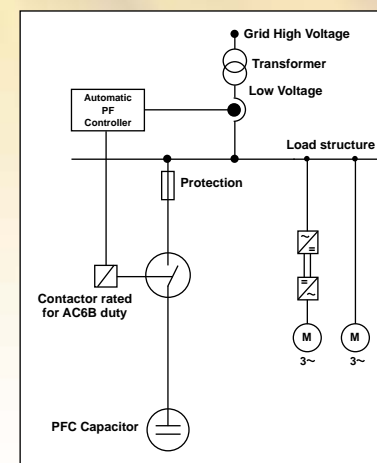 Grid High Voltage
Transformer
Low Voltage
Automatic
PF
Controller
Load structure
Protection
~
=
=
~
Contactor rated
for AC6B duty
M
M
3~
3~
PFC Capacitor